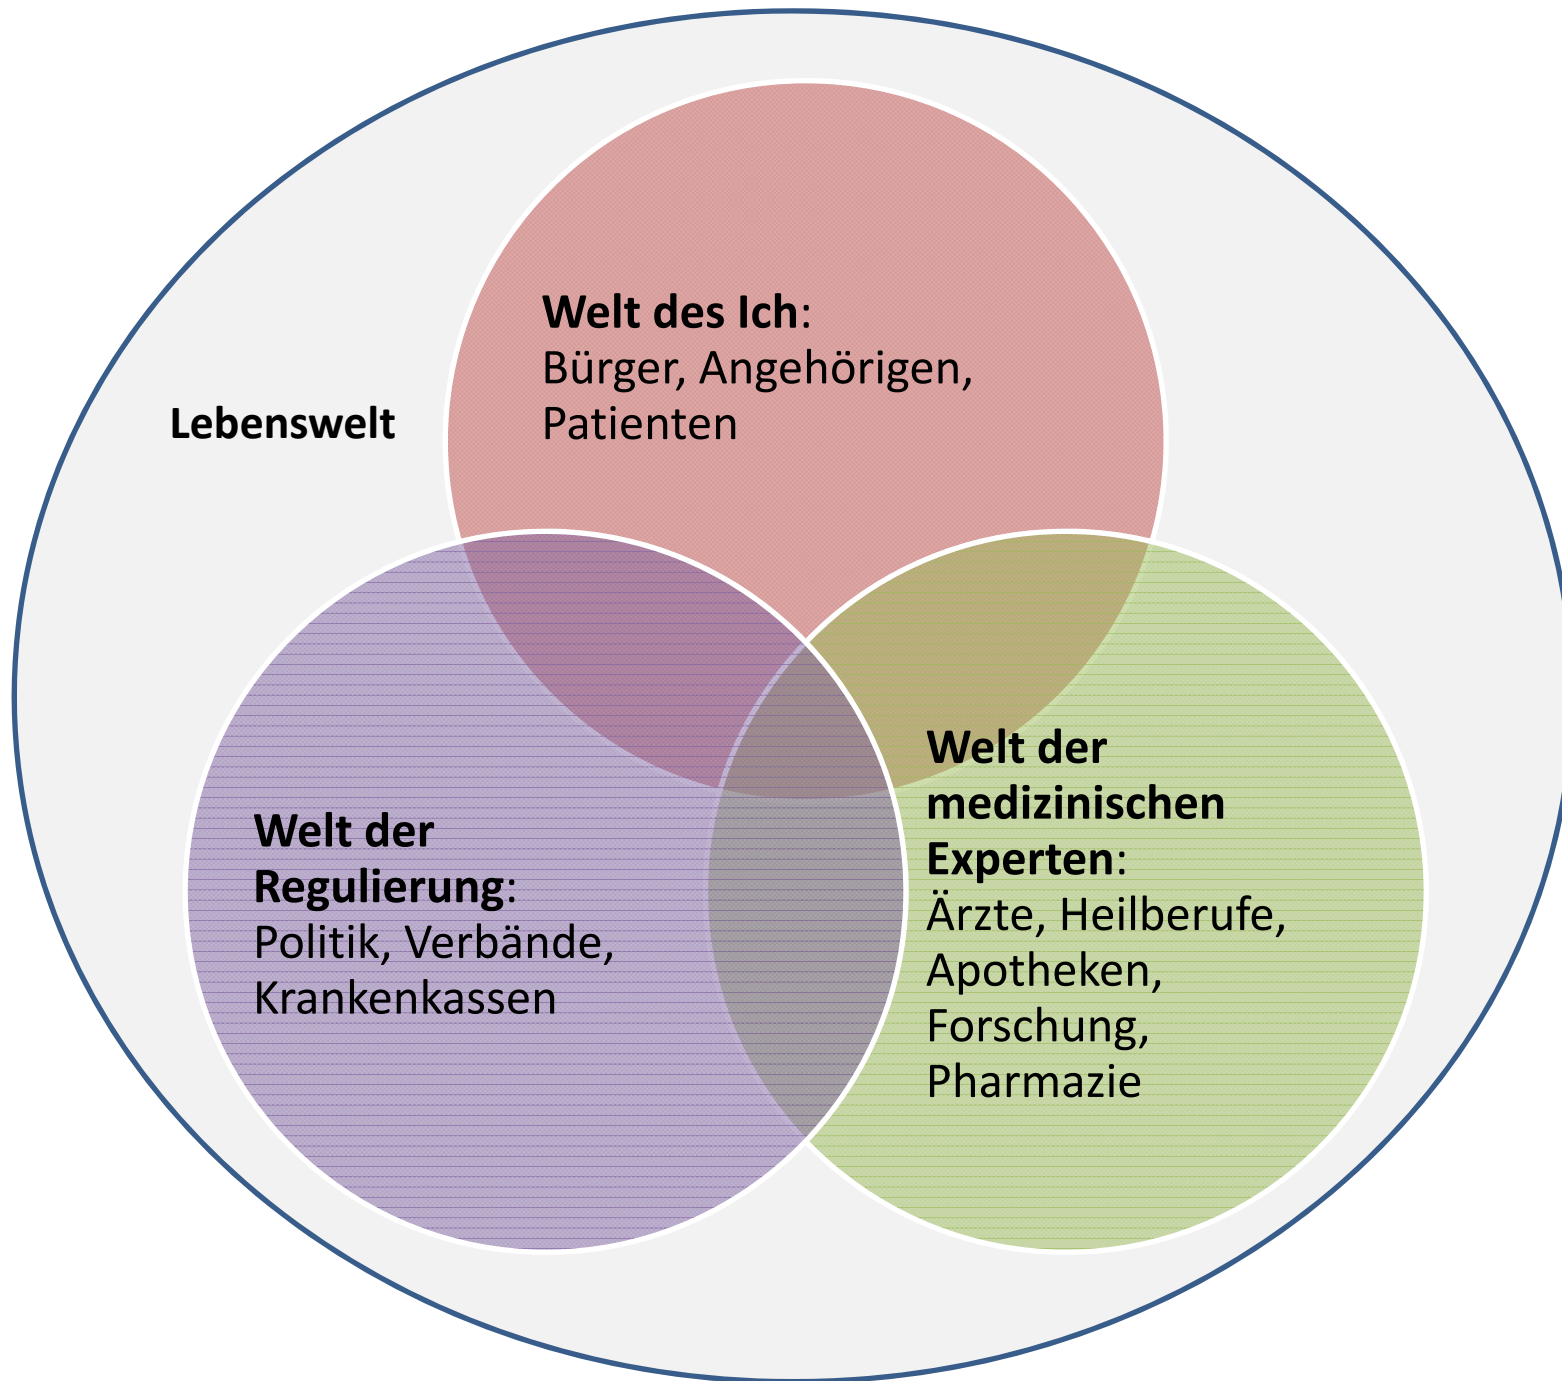 Welt des Ich:
Bürger, Angehörigen,
Patienten
Lebenswelt
Welt der
Regulierung:
Politik, Verbände,
Krankenkassen
Welt der
medizinischen
Experten:
Ärzte, Heilberufe,
Apotheken,
Forschung,
Pharmazie